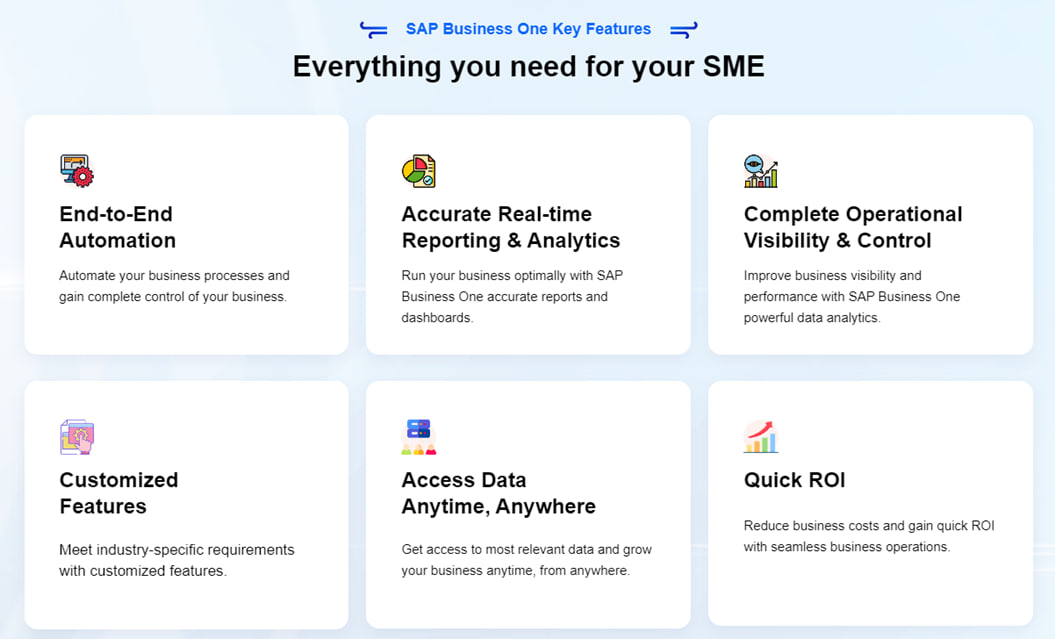 SAP Business One Key Features
Everything you need for your SME
End-to-End
Automation
Automate your business processes and
gain complete control of your business.
Accurate Real-time
Reporting & Analytics
Run your business optimally with SAP
Business One accurate reports and
dashboards.
Complete Operational
Visibility & Control
Improve business visibility and
performance with SAP Business One
powerful data analytics.
Customized
Features
Meet industry-specific requirements
with customized features.
Access Data
Anytime, Anywhere
Get access to most relevant data and grow
your business anytime, from anywhere.
Quick ROI
Reduce business costs and gain quick ROI
with seamless business operations.